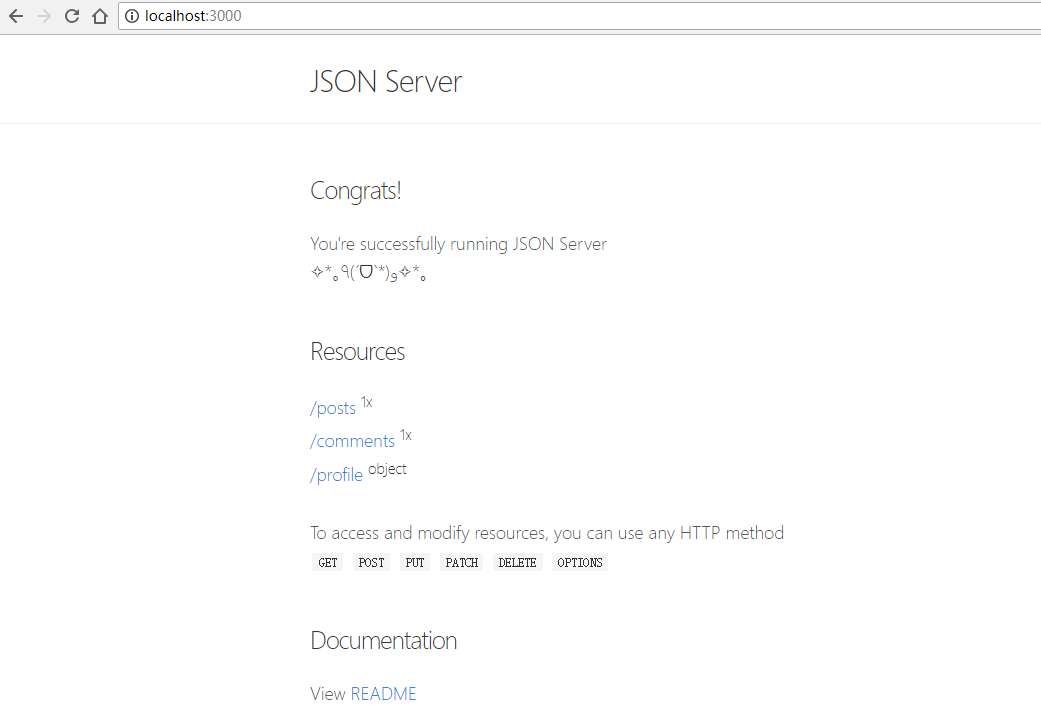 localhost:3000
JSON Server
Congrats!
You're successfully running JSON Server
✧*｡٩(ˊᗜˋ*)و✧*｡
Resources
/posts 1x
/comments 1x
/profile object
To access and modify resources, you can use any HTTP method
GET POST PUT PATCH DELETE OPTIONS
Documentation
View README